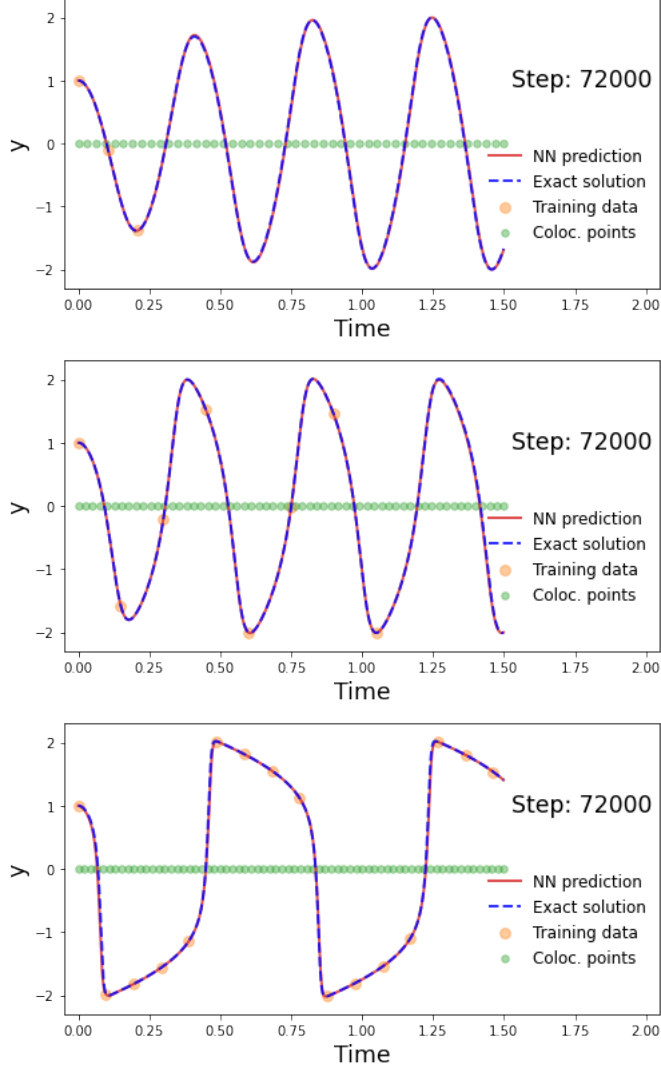 2
1
0
−1
−2
y
Step: 72000
NN prediction
Exact solution
Training data
Coloc. points
0.00 0.25 0.50 0.75 1.00 1.25 1.50 1.75 2.00
Time
2
1
0
−1
−2
y
Step: 72000
NN prediction
Exact solution
Training data
Coloc. points
0.00 0.25 0.50 0.75 1.00 1.25 1.50 1.75 2.00
Time
2
1
0
−1
−2
y
Step: 72000
NN prediction
Exact solution
Training data
Coloc. points
0.00 0.25 0.50 0.75 1.00 1.25 1.50 1.75 2.00
Time